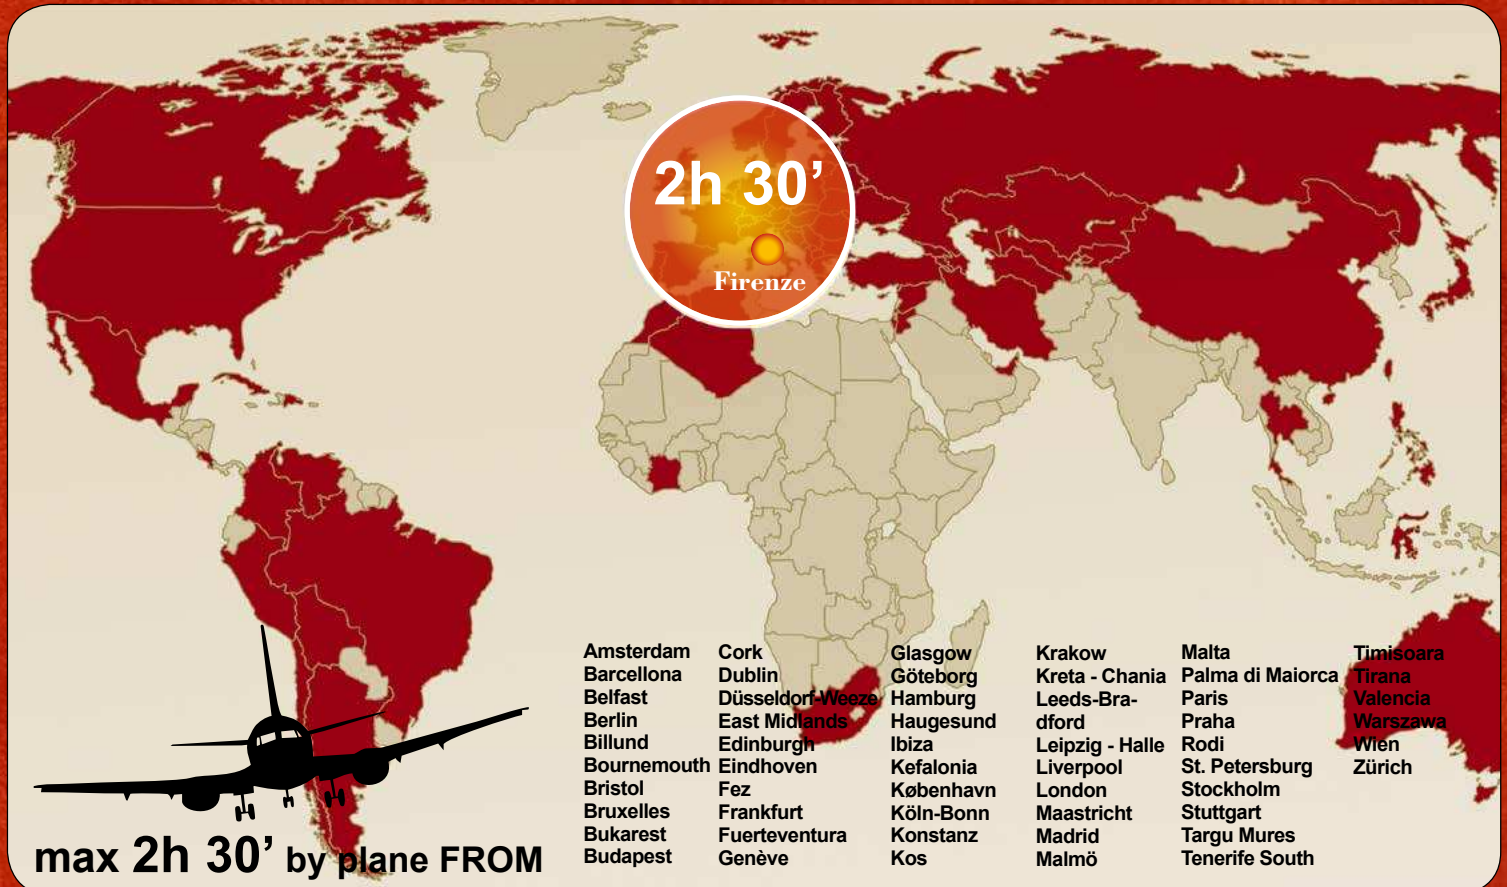 2h 30’
Firenze
max 2h 30’ by plane FROM
Amsterdam
Barcellona
Belfast
Berlin
Billund
Bournemouth
Bristol
Bruxelles
Bukarest
Budapest
Cork
Dublin
Düsseldorf-Weeze
East Midlands
Edinburgh
Eindhoven
Fez
Frankfurt
Fuerteventura
Genève
Glasgow
Göteborg
Hamburg
Haugesund
Ibiza
Kefalonia
København
Köln-Bonn
Konstanz
Kos
Krakow
Kreta - Chania
Leeds-Bra-
dford
Leipzig - Halle
Liverpool
London
Maastricht
Madrid
Malmö
Malta
Palma di Maiorca
Paris
Praha
Rodi
St. Petersburg
Stockholm
Stuttgart
Targu Mures
Tenerife South
Timisoara
Tirana
Valencia
Warszawa
Wien
Zürich